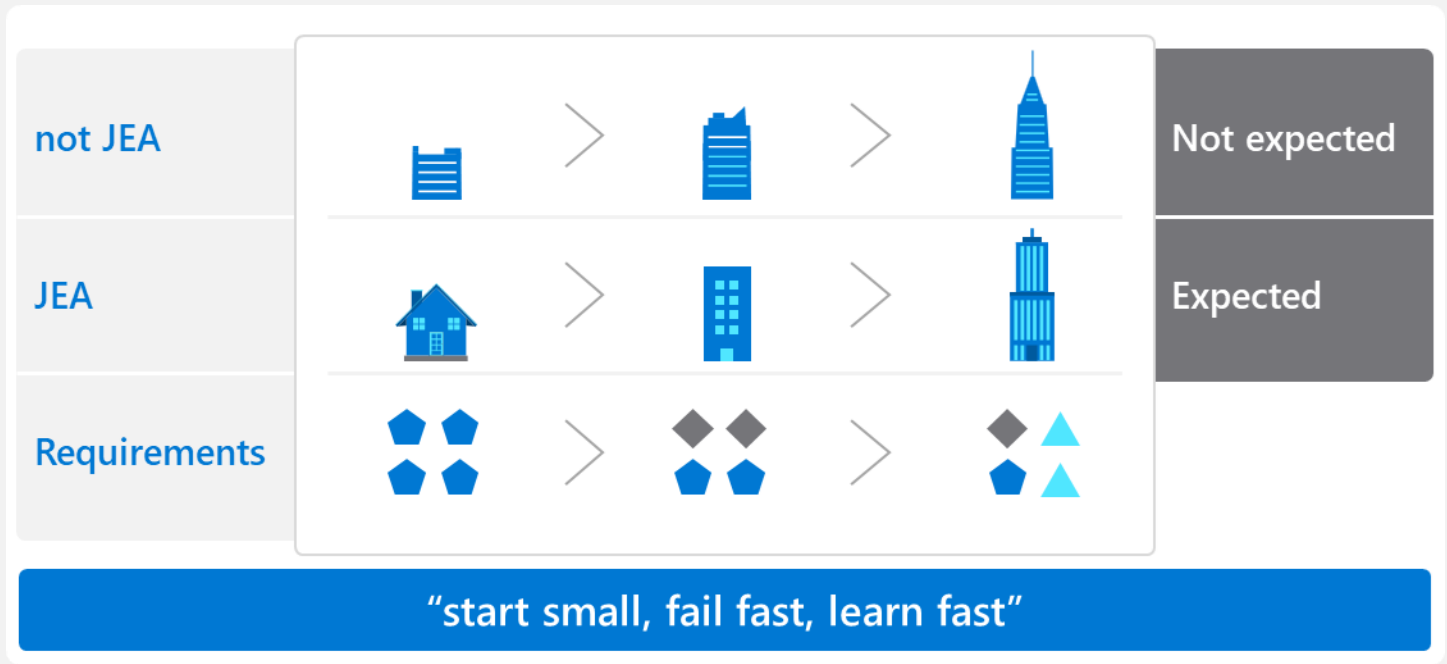 not JEA
Not expected
JEA
Expected
Requirements
“start small, fail fast, learn fast”